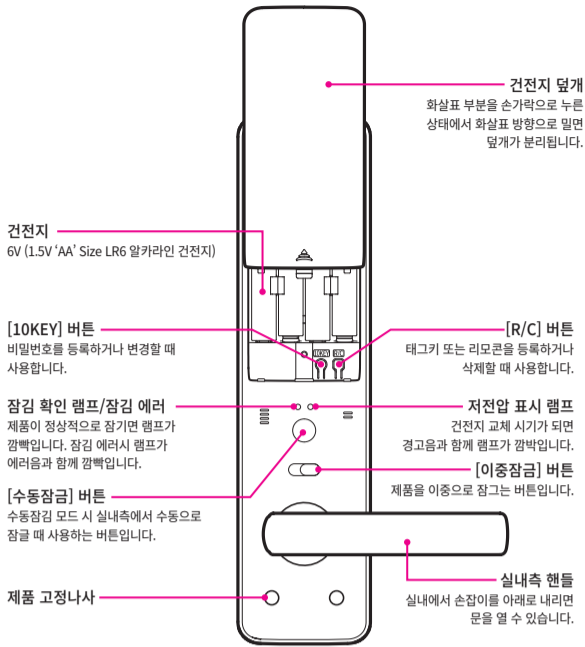 건전지 덮개
화살표 부분을 손가락으로 누른
상태에서 화살표 방향으로 밀면
덮개가 분리됩니다.
건전지
6V (1.5V ‘AA’ Size LR6 알카라인 건전지)
[10KEY] 버튼
비밀번호를 등록하거나 변경할 때
사용합니다.
[R/C] 버튼
태그키 또는 리모콘을 등록하거나
삭제할 때 사용합니다.
10KEY R/C
잠김 확인 램프/잠김 에러
제품이 정상적으로 잠기면 램프가
깜빡입니다. 잠김 에러시 램프가
에러음과 함께 깜빡입니다.
저전압 표시 램프
건전지 교체 시기가 되면
경고음과 함께 램프가 깜박입니다.
[이중잠금] 버튼
제품을 이중으로 잠그는 버튼입니다.
[수동잠금] 버튼
수동잠김 모드 시 실내측에서 수동으로
잠글 때 사용하는 버튼입니다.
실내측 핸들
실내에서 손잡이를 아래로 내리면
문을 열 수 있습니다.
제품 고정나사